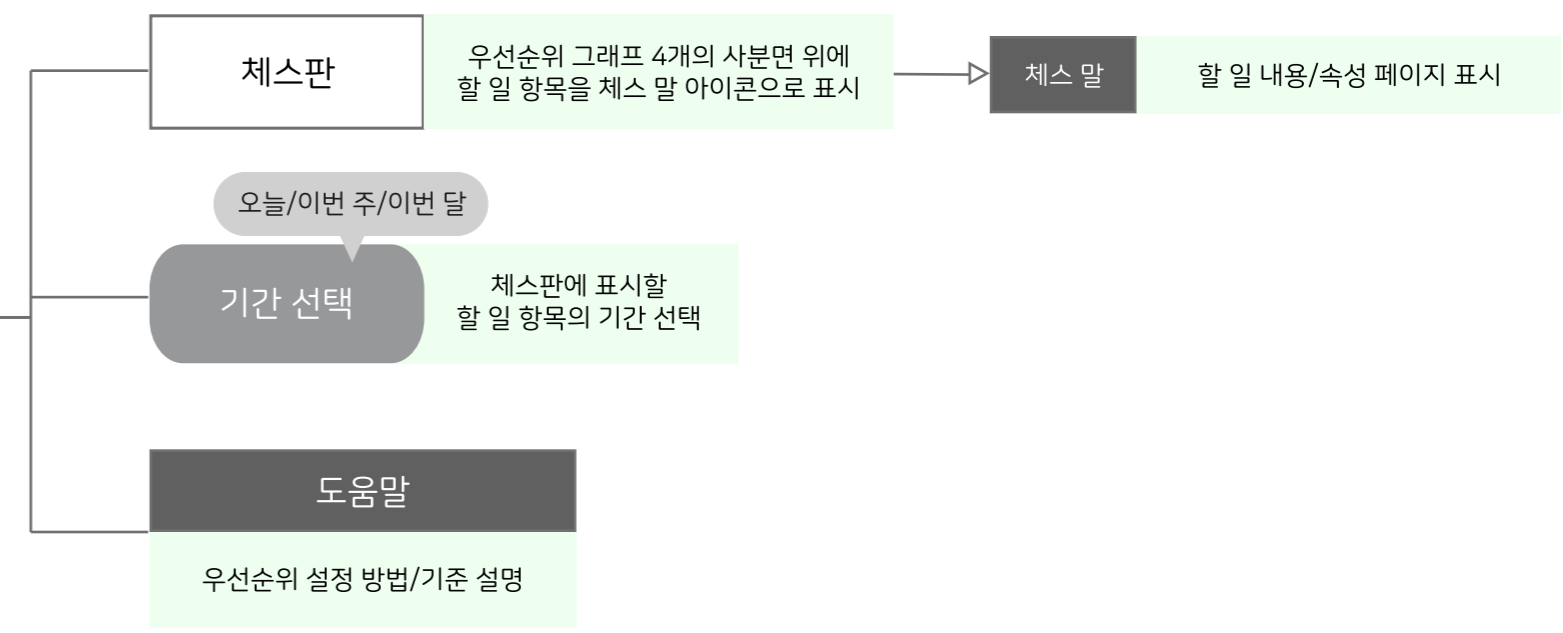 체스판
우선순위 그래프 4개의 사분면 위에
할 일 항목을 체스 말 아이콘으로 표시
체스 말
할 일 내용/속성 페이지 표시
오늘/이번 주/이번 달
기간 선택
체스판에 표시할
할 일 항목의 기간 선택
도움말
우선순위 설정 방법/기준 설명